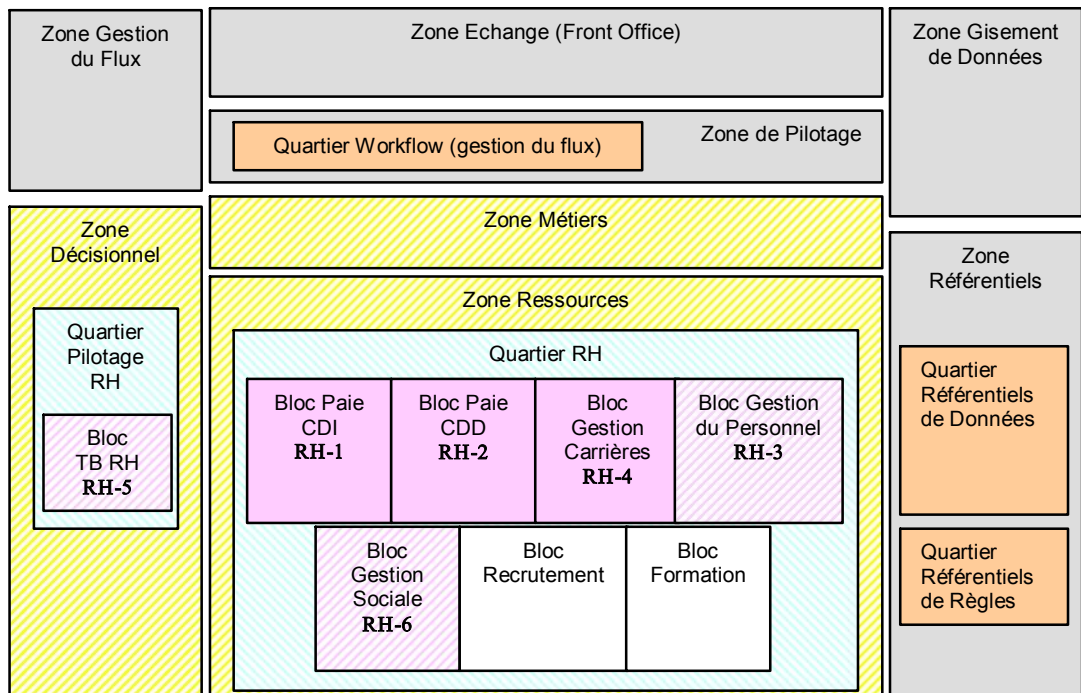 Zone Gestion
du Flux
Zone Echange (Front Office)
Zone Gisement
de Données
Quartier Workflow (gestion du flux)
Zone de Pilotage
Zone
Décisionnel
Zone Métiers
Zone
Référentiels
Zone Ressources
Quartier
Pilotage
RH
Quartier RH
Bloc
TB RH
RH-5
Bloc Paie
CDI
RH-1
Bloc Paie
CDD
RH-2
Bloc
Gestion
Carrières
RH-4
Bloc Gestion
du Personnel
RH-3
Bloc
Gestion
Sociale
RH-6
Bloc
Recrutement
Bloc
Formation
Quartier
Référentiels
de Données
Quartier
Référentiels
de Règles